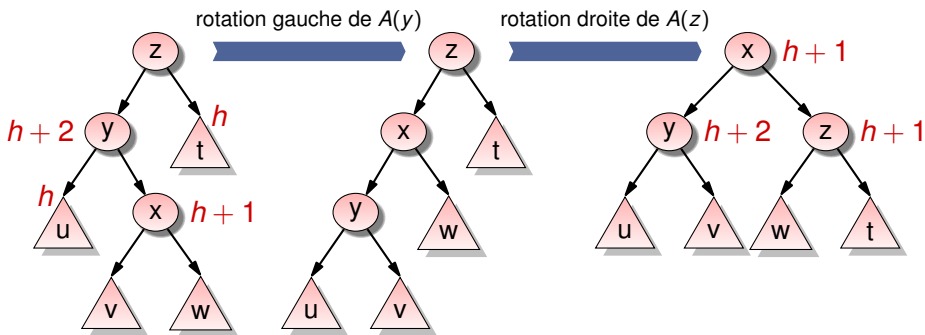 rotation gauche de A(y)
rotation droite de A(z)
z
z
x h + 1
h + 2 y h
t
x
t
y h + 2
z h + 1
h
u
x h + 1
y
w
u
v
w
t
v
w
u
v